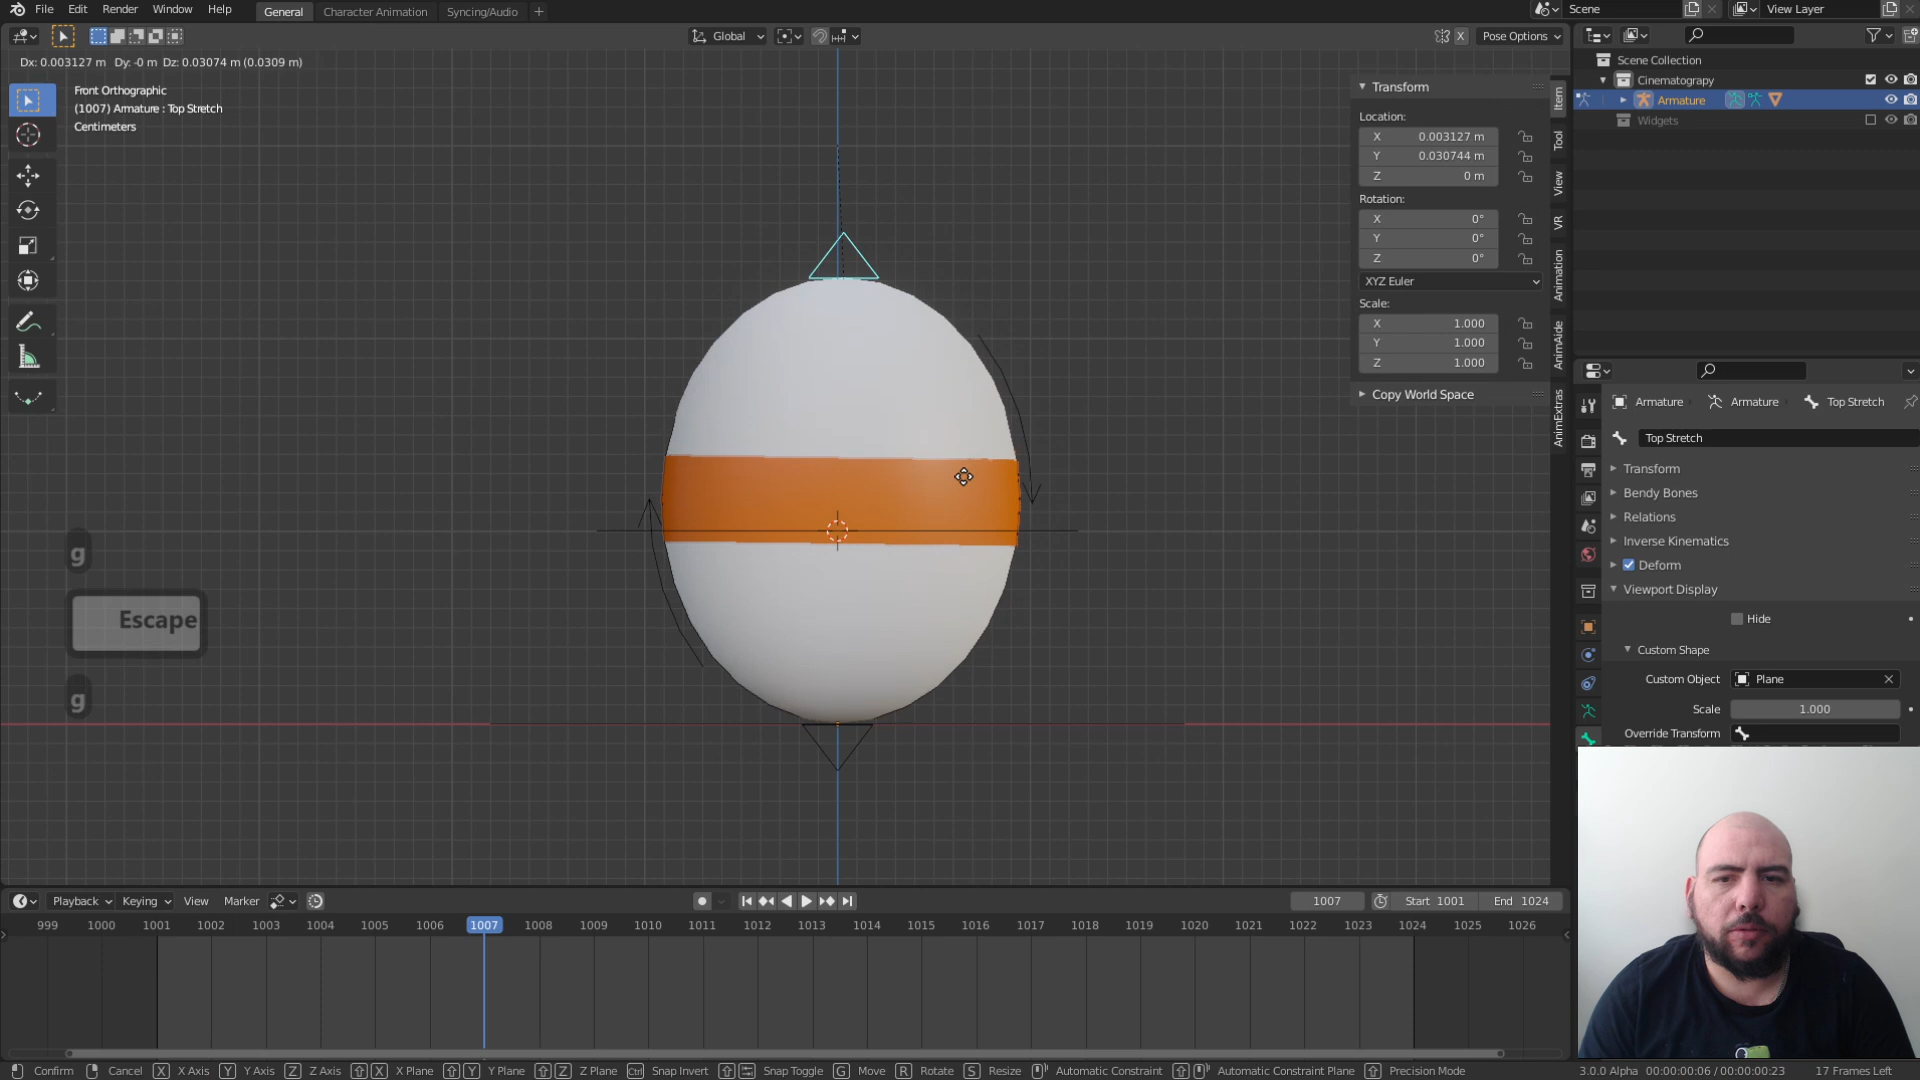 File Edit Render Window Help General Character Animation Syncing/Audio + Scene View Layer
Global Pose Options X
Dx: 0.003127 m Dy: -0 m Dz: 0.03074 m (0.0309 m)
Front Orthographic
(1007) Armature : Top Stretch
Centimeters
Transform
Location:
X 0.003127 m
Y 0.030744 m
Z 0 m
Rotation:
X 0°
Y 0°
Z 0°
XYZ Euler
Scale:
X 1.000
Y 1.000
Z 1.000
Copy World Space
Item
Tool
View
VR
Animation
AnimAide
AnimExtras
Scene Collection
Cinematograpy
Armature
Widgets
Armature Armature Top Stretch
Top Stretch
Transform
Bendy Bones
Relations
Inverse Kinematics
Deform
Viewport Display
Hide
Custom Shape
Custom Object Plane
Scale 1.000
Override Transform
g
Escape
g
Playback Keying View Marker 1007 Start 1001 End 1024
999 1000 1001 1002 1003 1004 1005 1006 1007 1008 1009 1010 1011 1012 1013 1014 1015 1016 1017 1018 1019 1020 1021 1022 1023 1024 1025 1026
Confirm Cancel X X Axis Y Y Axis Z Z Axis X X Plane Y Y Plane Z Z Plane Ctrl Snap Invert Snap Toggle G Move R Rotate S Resize Automatic Constraint Automatic Constraint Plane Precision Mode 3.0.0 Alpha 00:00:00:06 / 00:00:00:23 17 Frames Left